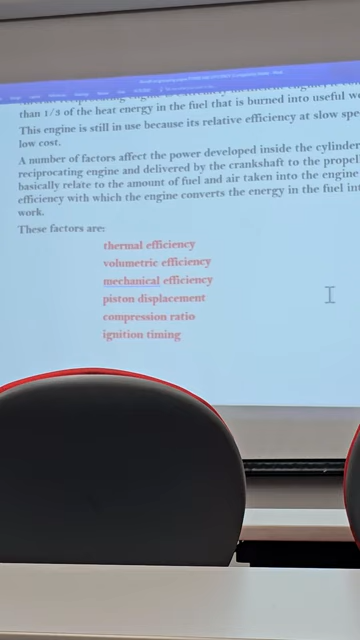 than 1/3 of the heat energy in the fuel that is burned into useful
This engine is still in use because its relative efficiency at slow
low cost.
A number of factors affect the power developed inside the cylinder
reciprocating engine and delivered by the crankshaft to the
basically relate to the amount of fuel and air taken into the engine
efficiency with which the engine converts the energy in the fuel
work.
These factors are:
thermal efficiency
volumetric efficiency
mechanical efficiency
piston displacement
compression ratio
ignition timing